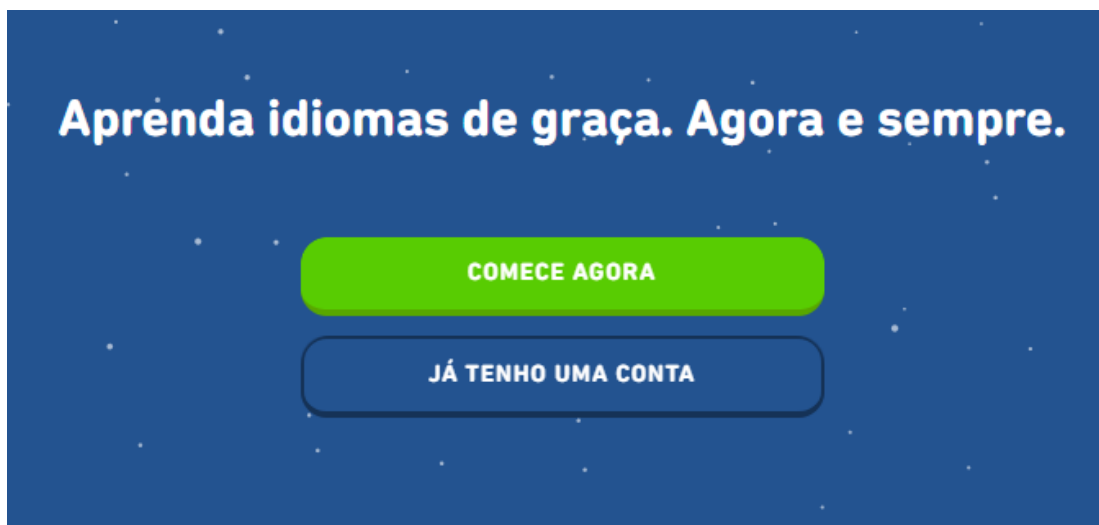 Aprenda idiomas de graça. Agora e sempre.
COMECE AGORA
JÁ TENHO UMA CONTA